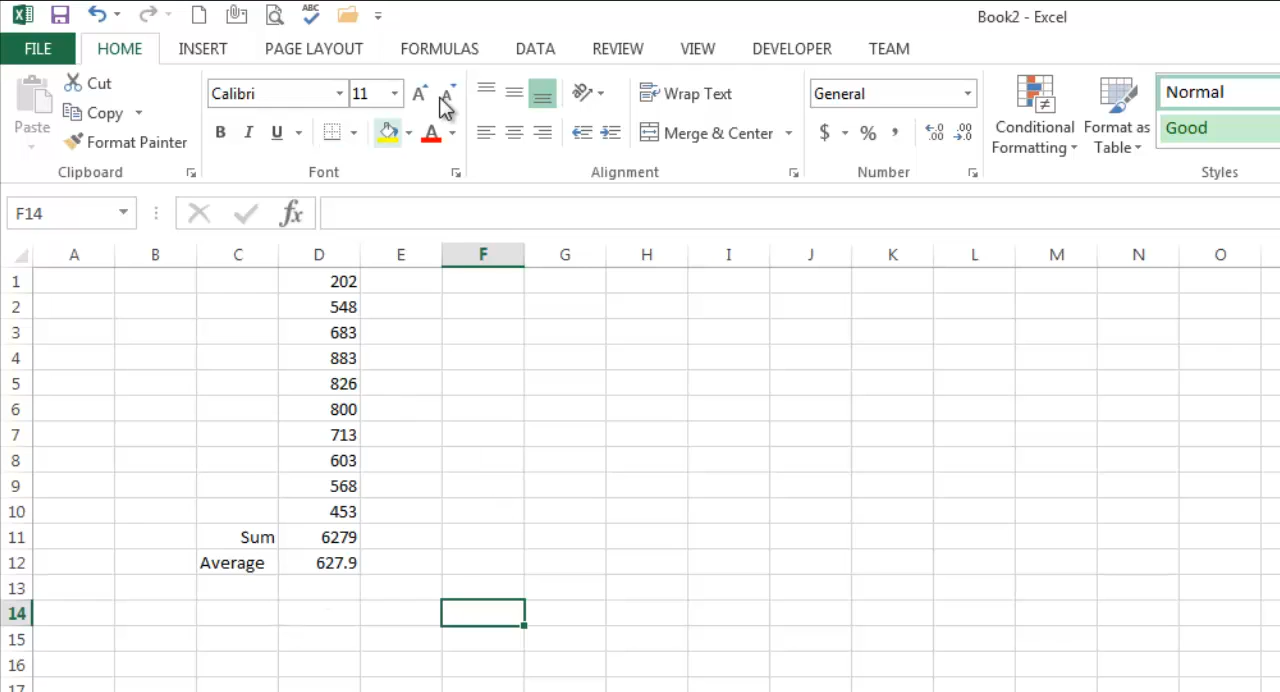 Book2 - Excel
FILE HOME INSERT PAGE LAYOUT FORMULAS DATA REVIEW VIEW DEVELOPER TEAM
Paste
Cut
Copy
Format Painter
Clipboard
Calibri 11
B I U A
Font
Wrap Text
Merge & Center
Alignment
General
$ % ,
Number
Conditional Formatting
Format as Table
Normal
Good
Styles
F14 fx
A B C D E F G H I J K L M N O
1 202
2 548
3 683
4 883
5 826
6 800
7 713
8 603
9 568
10 453
11 Sum 6279
12 Average 627.9
13
14
15
16
17